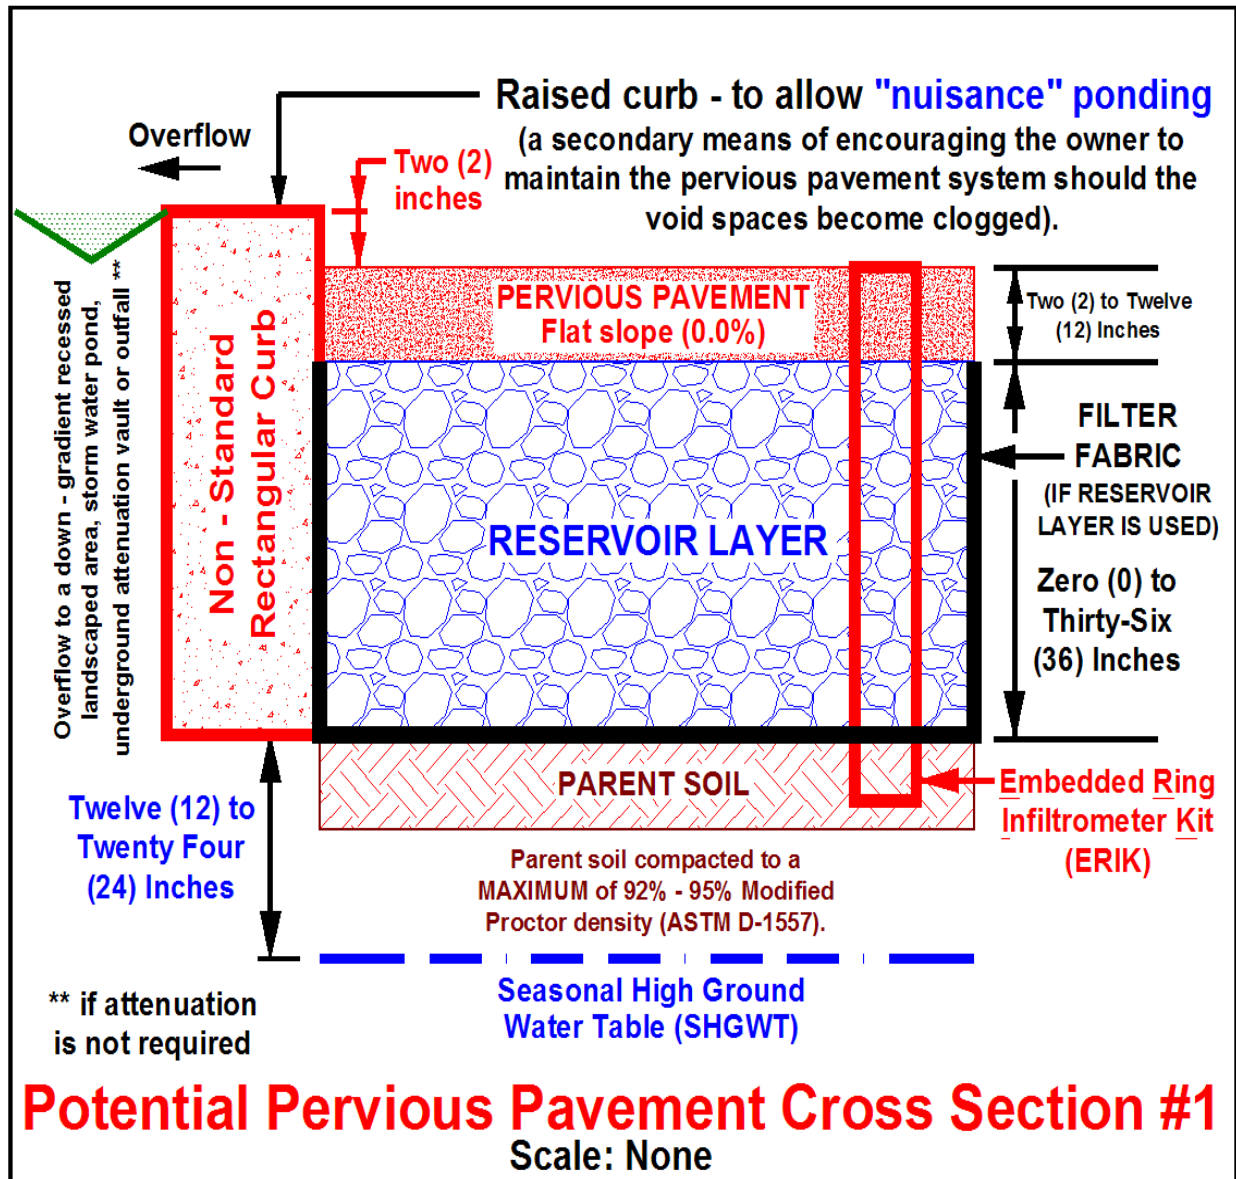 Raised curb - to allow "nuisance" ponding
(a secondary means of encouraging the owner to
maintain the pervious pavement system should the
void spaces become clogged).
Overflow
Two (2)
inches
PERVIOUS PAVEMENT
Flat slope (0.0%)
Two (2) to Twelve
(12) Inches
Overflow to a down - gradient recessed
landscaped area, storm water pond,
underground attenuation vault or outfall **
Non - Standard
Rectangular Curb
RESERVOIR LAYER
FILTER
FABRIC
(IF RESERVOIR
LAYER IS USED)
Zero (0) to
Thirty-Six
(36) Inches
PARENT SOIL
Embedded Ring
Infiltrometer Kit
(ERIK)
Twelve (12) to
Twenty Four
(24) Inches
Parent soil compacted to a
MAXIMUM of 92% - 95% Modified
Proctor density (ASTM D-1557).
Seasonal High Ground
Water Table (SHGWT)
** if attenuation
is not required
Potential Pervious Pavement Cross Section #1
Scale: None